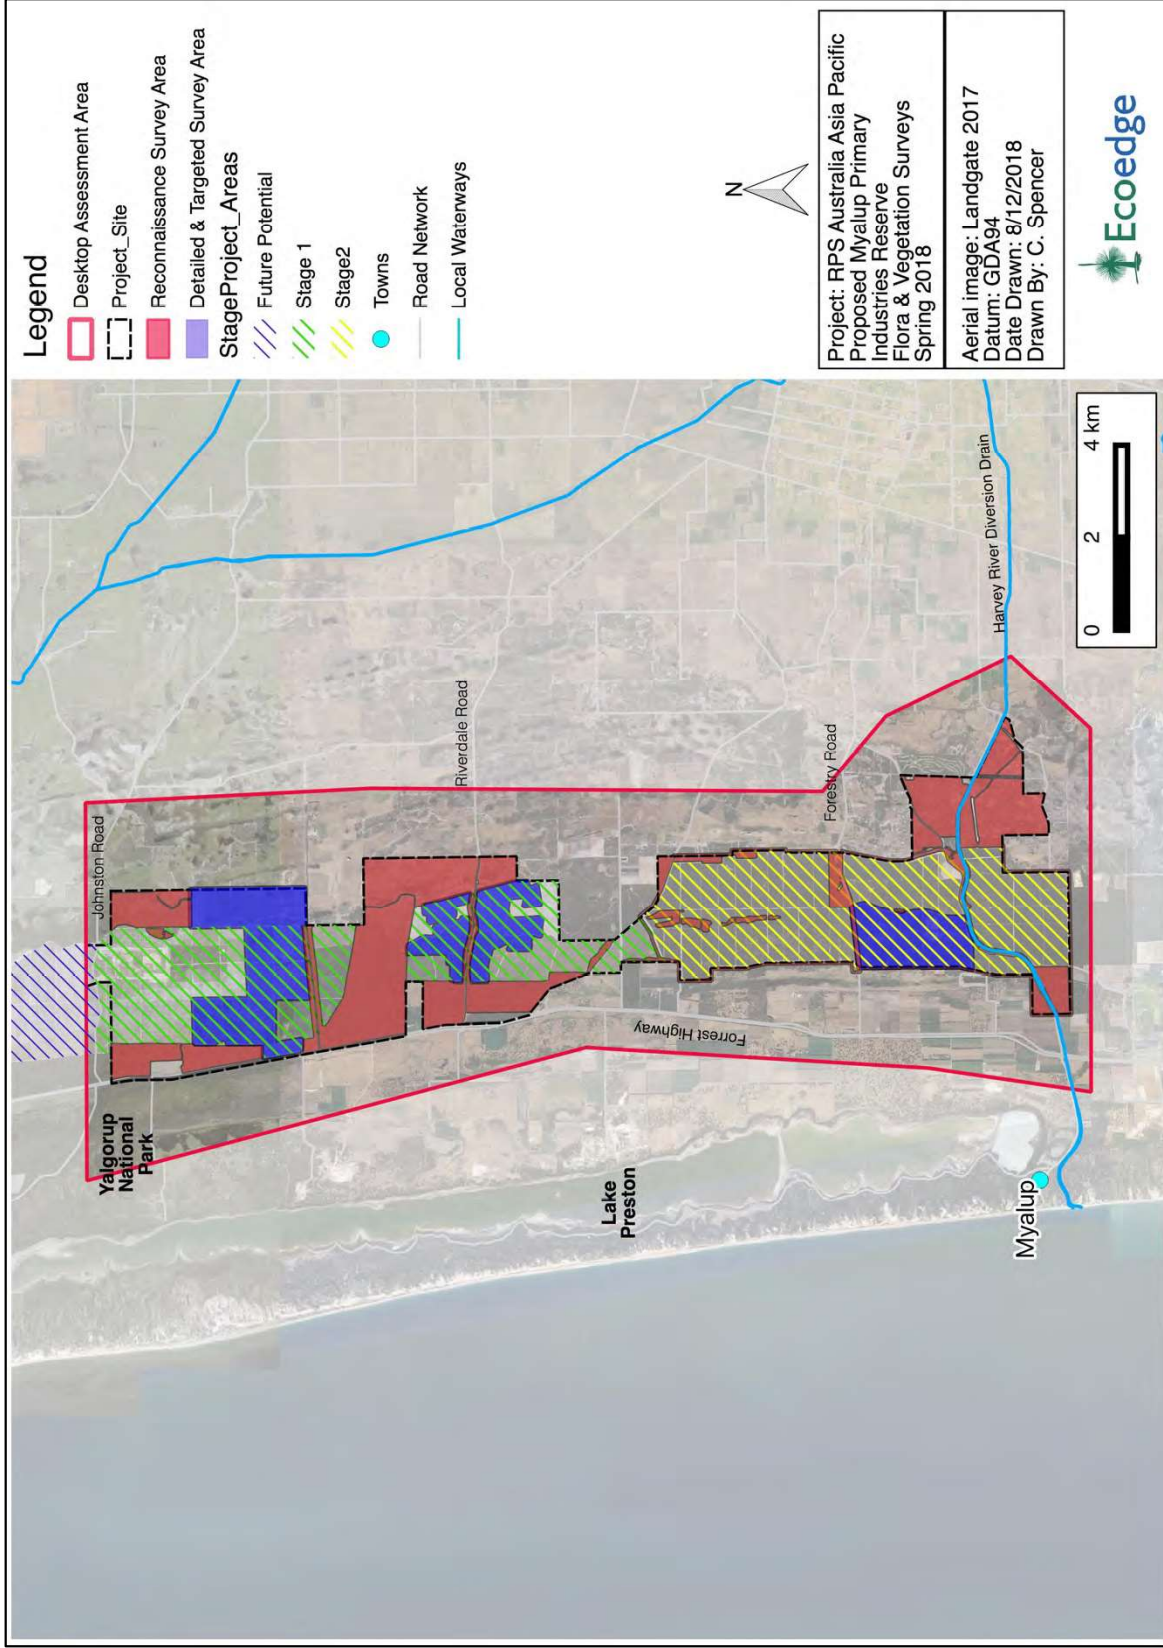 Legend
Desktop Assessment Area
Project_Site
Reconnaissance Survey Area
Detailed & Targeted Survey Area
StageProject_Areas
Future Potential
Stage 1
Stage2
Towns
Road Network
Local Waterways
N
Project: RPS Australia Asia Pacific
Proposed Myalup Primary
Industries Reserve
Flora & Vegetation Surveys
Spring 2018
Aerial image: Landgate 2017
Datum: GDA94
Date Drawn: 8/12/2018
Drawn By: C. Spencer
Ecoedge
Johnston Road
Yalgorup
National
Park
Riverdale Road
Forrest Highway
Lake
Preston
Forestry Road
Harvey River Diversion Drain
Myalup
0 2 4 km